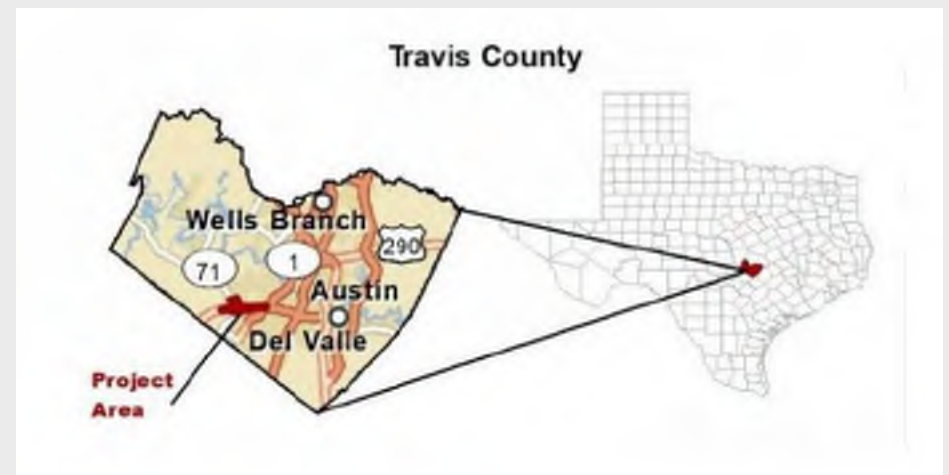 Travis County
Wells Branch
290
71
1
Austin
Del Valle
Project
Area